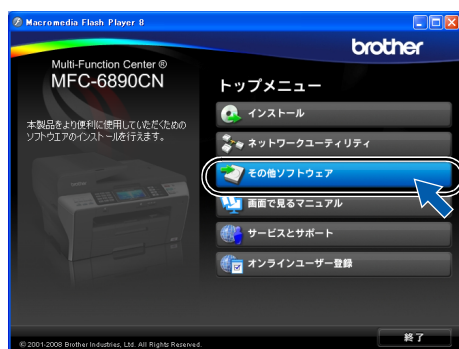 Macromedia Flash Player 8
brother
Multi-Function Center ®
MFC-6890CN
本製品をより便利に使用していただくための
ソフトウエアのインストールを行えます。
トップメニュー
インストール
ネットワークユーティリティ
その他ソフトウェア
画面で見るマニュアル
サービスとサポート
オンラインユーザー登録
© 2001-2008 Brother Industries, Ltd. All Rights Reserved.
終了